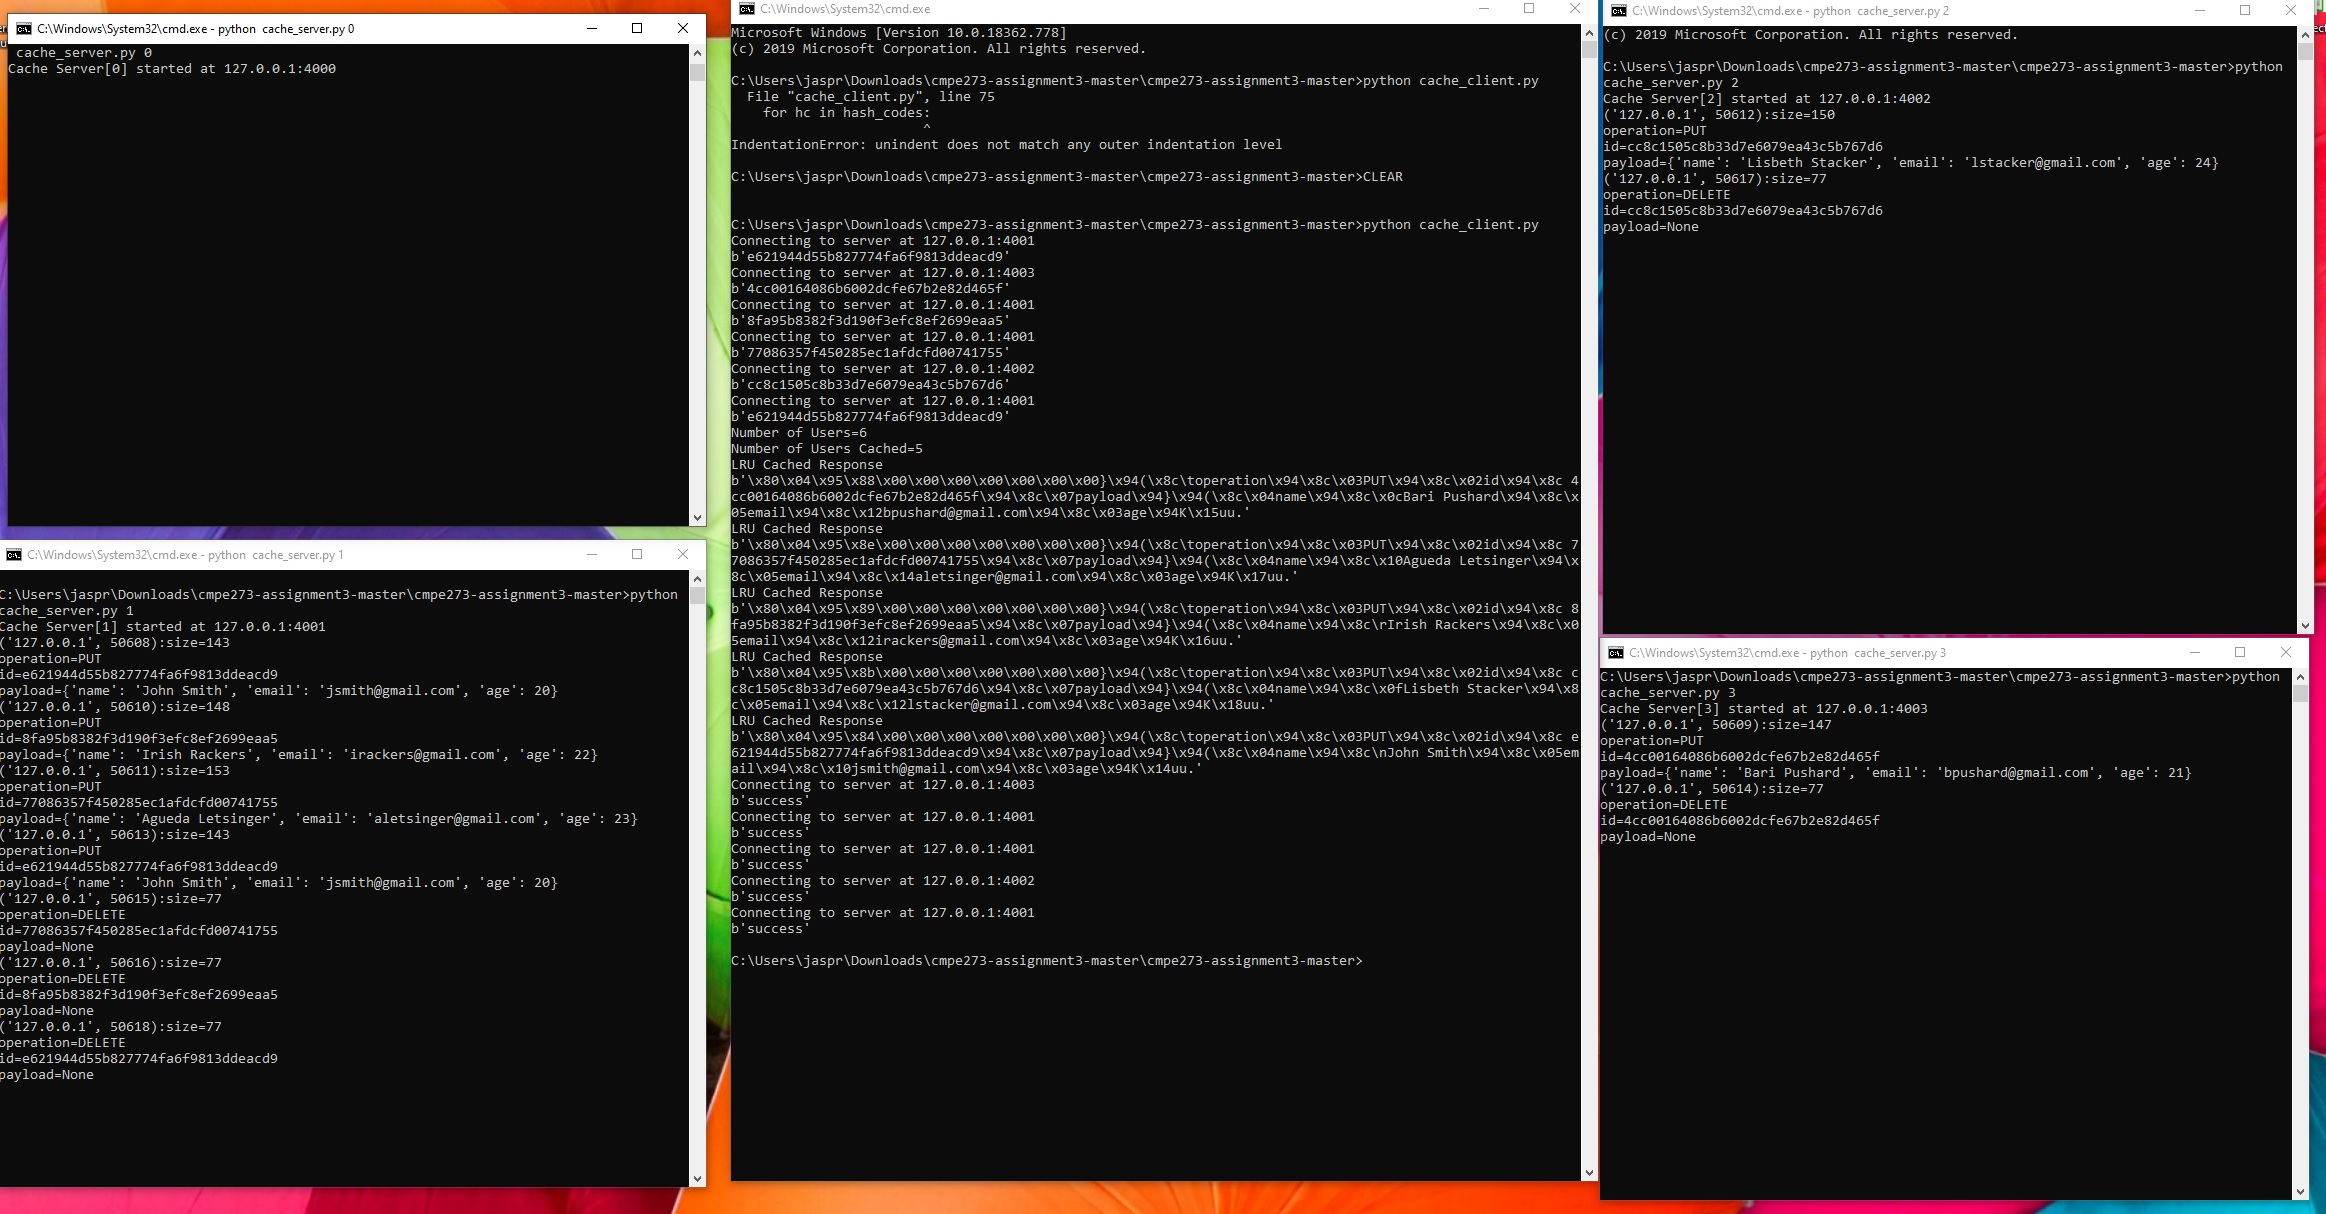 C:\Windows\System32\cmd.exe - python  cache_server.py 0
 cache_server.py 0
Cache Server[0] started at 127.0.0.1:4000
C:\Windows\System32\cmd.exe - python  cache_server.py 1
C:\Users\jaspr\Downloads\cmpe273-assignment3-master\cmpe273-assignment3-master>python
cache_server.py 1
Cache Server[1] started at 127.0.0.1:4001
('127.0.0.1', 50608):size=143
operation=PUT
id=e621944d55b827774fa6f9813ddeacd9
payload={'name': 'John Smith', 'email': 'jsmith@gmail.com', 'age': 20}
('127.0.0.1', 50610):size=148
operation=PUT
id=8fa95b8382f3d190f3efc8ef2699eaa5
payload={'name': 'Irish Rackers', 'email': 'irackers@gmail.com', 'age': 22}
('127.0.0.1', 50611):size=153
operation=PUT
id=77086357f450285ec1afdcfd00741755
payload={'name': 'Agueda Letsinger', 'email': 'aletsinger@gmail.com', 'age': 23}
('127.0.0.1', 50613):size=143
operation=PUT
id=e621944d55b827774fa6f9813ddeacd9
payload={'name': 'John Smith', 'email': 'jsmith@gmail.com', 'age': 20}
('127.0.0.1', 50615):size=77
operation=DELETE
id=77086357f450285ec1afdcfd00741755
payload=None
('127.0.0.1', 50616):size=77
operation=DELETE
id=8fa95b8382f3d190f3efc8ef2699eaa5
payload=None
('127.0.0.1', 50618):size=77
operation=DELETE
id=e621944d55b827774fa6f9813ddeacd9
payload=None
C:\Windows\System32\cmd.exe
Microsoft Windows [Version 10.0.18362.778]
(c) 2019 Microsoft Corporation. All rights reserved.
C:\Users\jaspr\Downloads\cmpe273-assignment3-master\cmpe273-assignment3-master>python cache_client.py
  File "cache_client.py", line 75
    for hc in hash_codes:
                        ^
IndentationError: unindent does not match any outer indentation level
C:\Users\jaspr\Downloads\cmpe273-assignment3-master\cmpe273-assignment3-master>CLEAR
C:\Users\jaspr\Downloads\cmpe273-assignment3-master\cmpe273-assignment3-master>python cache_client.py
Connecting to server at 127.0.0.1:4001
b'e621944d55b827774fa6f9813ddeacd9'
Connecting to server at 127.0.0.1:4003
b'4cc00164086b6002dcfe67b2e82d465f'
Connecting to server at 127.0.0.1:4001
b'8fa95b8382f3d190f3efc8ef2699eaa5'
Connecting to server at 127.0.0.1:4001
b'77086357f450285ec1afdcfd00741755'
Connecting to server at 127.0.0.1:4002
b'cc8c1505c8b33d7e6079ea43c5b767d6'
Connecting to server at 127.0.0.1:4001
b'e621944d55b827774fa6f9813ddeacd9'
Number of Users=6
Number of Users Cached=5
LRU Cached Response
b'\x80\x04\x95\x88\x00\x00\x00\x00\x00\x00\x00}\x94(\x8c\toperation\x94\x8c\x03PUT\x94\x8c\x02id\x94\x8c 4
cc00164086b6002dcfe67b2e82d465f\x94\x8c\x07payload\x94}\x94(\x8c\x04name\x94\x8c\x0cBari Pushard\x94\x8c\x
05email\x94\x8c\x12bpushard@gmail.com\x94\x8c\x03age\x94K\x15uu.'
LRU Cached Response
b'\x80\x04\x95\x8e\x00\x00\x00\x00\x00\x00\x00}\x94(\x8c\toperation\x94\x8c\x03PUT\x94\x8c\x02id\x94\x8c 7
7086357f450285ec1afdcfd00741755\x94\x8c\x07payload\x94}\x94(\x8c\x04name\x94\x8c\x10Agueda Letsinger\x94\x
8c\x05email\x94\x8c\x14aletsinger@gmail.com\x94\x8c\x03age\x94K\x17uu.'
LRU Cached Response
b'\x80\x04\x95\x89\x00\x00\x00\x00\x00\x00\x00}\x94(\x8c\toperation\x94\x8c\x03PUT\x94\x8c\x02id\x94\x8c 8
fa95b8382f3d190f3efc8ef2699eaa5\x94\x8c\x07payload\x94}\x94(\x8c\x04name\x94\x8c\rIrish Rackers\x94\x8c\x0
5email\x94\x8c\x12irackers@gmail.com\x94\x8c\x03age\x94K\x16uu.'
LRU Cached Response
b'\x80\x04\x95\x8b\x00\x00\x00\x00\x00\x00\x00}\x94(\x8c\toperation\x94\x8c\x03PUT\x94\x8c\x02id\x94\x8c c
c8c1505c8b33d7e6079ea43c5b767d6\x94\x8c\x07payload\x94}\x94(\x8c\x04name\x94\x8c\x0fLisbeth Stacker\x94\x8
c\x05email\x94\x8c\x12lstacker@gmail.com\x94\x8c\x03age\x94K\x18uu.'
LRU Cached Response
b'\x80\x04\x95\x84\x00\x00\x00\x00\x00\x00\x00}\x94(\x8c\toperation\x94\x8c\x03PUT\x94\x8c\x02id\x94\x8c e
621944d55b827774fa6f9813ddeacd9\x94\x8c\x07payload\x94}\x94(\x8c\x04name\x94\x8c\nJohn Smith\x94\x8c\x05em
ail\x94\x8c\x10jsmith@gmail.com\x94\x8c\x03age\x94K\x14uu.'
Connecting to server at 127.0.0.1:4003
b'success'
Connecting to server at 127.0.0.1:4001
b'success'
Connecting to server at 127.0.0.1:4001
b'success'
Connecting to server at 127.0.0.1:4002
b'success'
Connecting to server at 127.0.0.1:4001
b'success'
C:\Users\jaspr\Downloads\cmpe273-assignment3-master\cmpe273-assignment3-master>
C:\Windows\System32\cmd.exe - python  cache_server.py 2
(c) 2019 Microsoft Corporation. All rights reserved.
C:\Users\jaspr\Downloads\cmpe273-assignment3-master\cmpe273-assignment3-master>python
cache_server.py 2
Cache Server[2] started at 127.0.0.1:4002
('127.0.0.1', 50612):size=150
operation=PUT
id=cc8c1505c8b33d7e6079ea43c5b767d6
payload={'name': 'Lisbeth Stacker', 'email': 'lstacker@gmail.com', 'age': 24}
('127.0.0.1', 50617):size=77
operation=DELETE
id=cc8c1505c8b33d7e6079ea43c5b767d6
payload=None
C:\Windows\System32\cmd.exe - python  cache_server.py 3
C:\Users\jaspr\Downloads\cmpe273-assignment3-master\cmpe273-assignment3-master>python
cache_server.py 3
Cache Server[3] started at 127.0.0.1:4003
('127.0.0.1', 50609):size=147
operation=PUT
id=4cc00164086b6002dcfe67b2e82d465f
payload={'name': 'Bari Pushard', 'email': 'bpushard@gmail.com', 'age': 21}
('127.0.0.1', 50614):size=77
operation=DELETE
id=4cc00164086b6002dcfe67b2e82d465f
payload=None